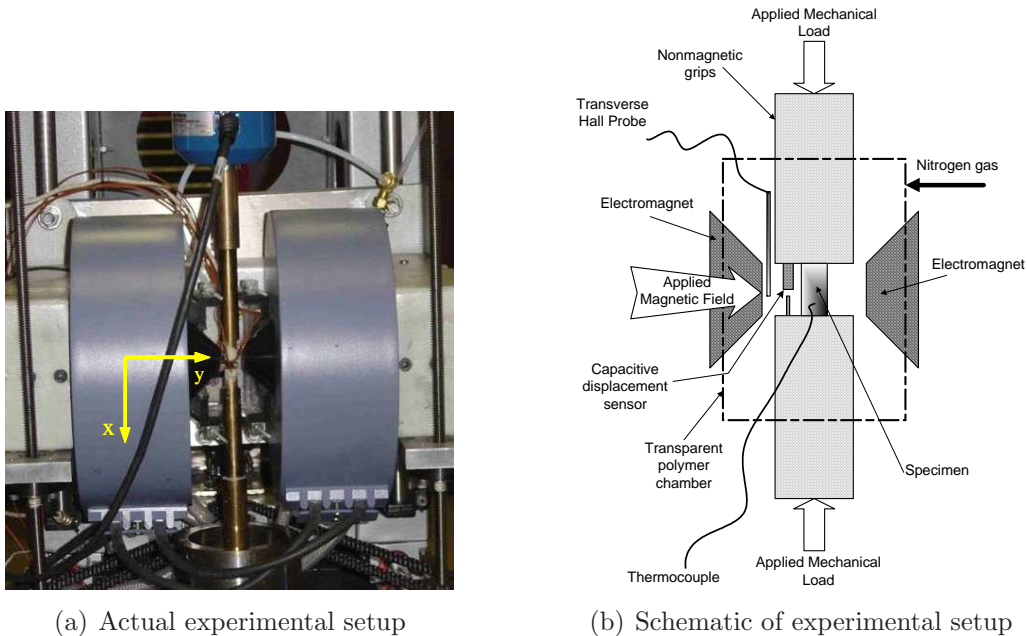 Applied Mechanical
Load
Nonmagnetic
grips
Transverse
Hall Probe
Nitrogen gas
Electromagnet
Electromagnet
Applied
Magnetic Field
y
x
Capacitive
displacement
sensor
Transparent
polymer
chamber
Specimen
Applied Mechanical
Load
Thermocouple
(a) Actual experimental setup
(b) Schematic of experimental setup